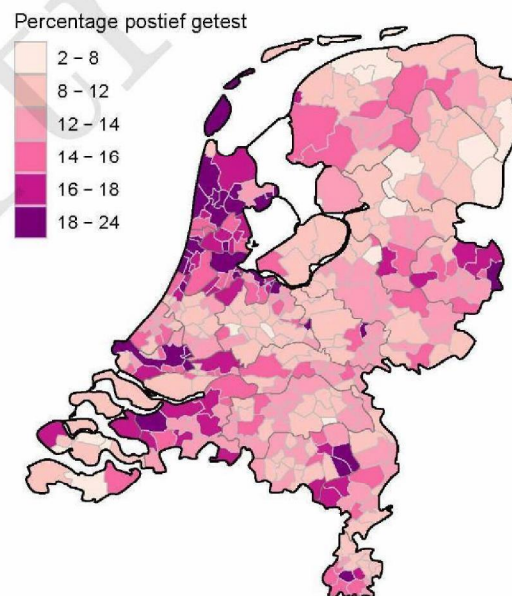 Percentage postief getest
2 – 8
8 – 12
12 – 14
14 – 16
16 – 18
18 – 24